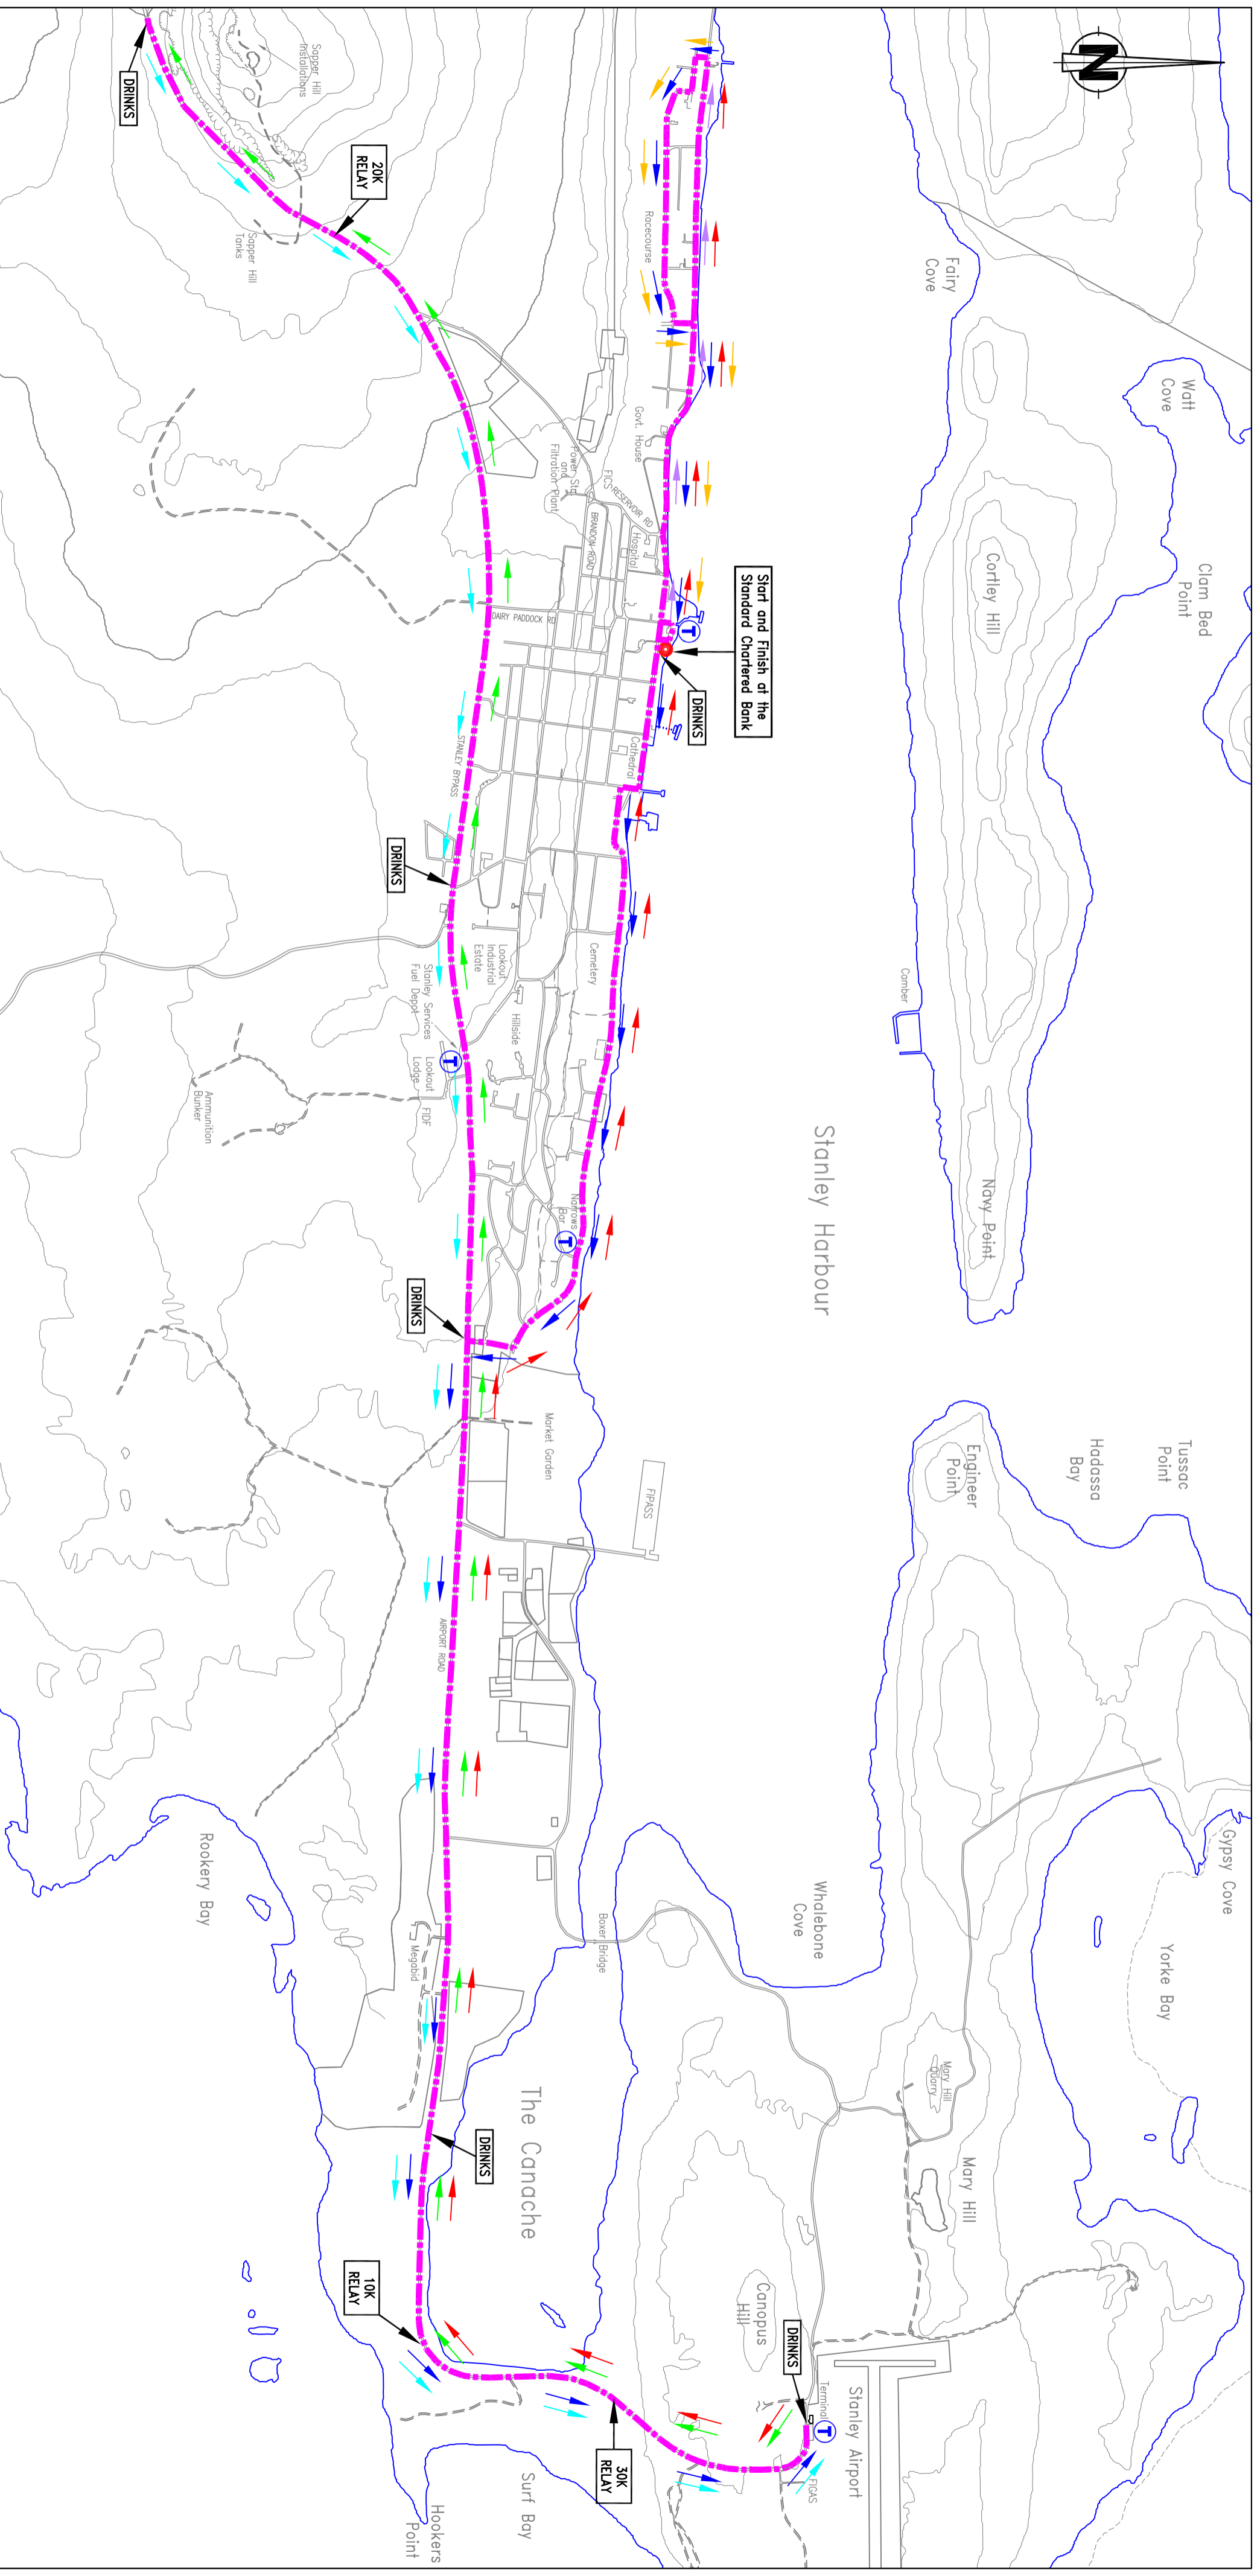 N
Sapper Hill
Installations
DRINKS
20K
RELAY
Sapper Hill
Tanks
Racecourse
Fairy
Cove
Watt
Cove
Clam Bed
Point
Cortley Hill
Govt. House
Power Stn
and
Filtration Plant
FICS
RESERVOIR RD
BRANDON ROAD
Hospital
DAIRY PADDOCK RD
Start and Finish at the
Standard Chartered Bank
T
DRINKS
Cathedral
STANLEY BYPASS
DRINKS
Cemetery
Camber
Lookout
Industrial
Estate
Stanley Services
Fuel Depot
Hillside
T
Lookout
Lodge
FIDF
Ammunition
Bunker
Stanley Harbour
Navy Point
Narrows
Bar
T
DRINKS
Market Garden
FIPASS
Engineer
Point
Hadassa
Bay
Tussac
Point
AIRPORT ROAD
Rookery Bay
Megabid
Boxer Bridge
Whalebone
Cove
Gypsy Cove
Yorke Bay
Mary Hill
Quarry
Mary Hill
The Canache
DRINKS
10K
RELAY
Canopus
Hill
DRINKS
Terminal
T
Stanley Airport
FIGAS
30K
RELAY
Surf Bay
Hookers
Point